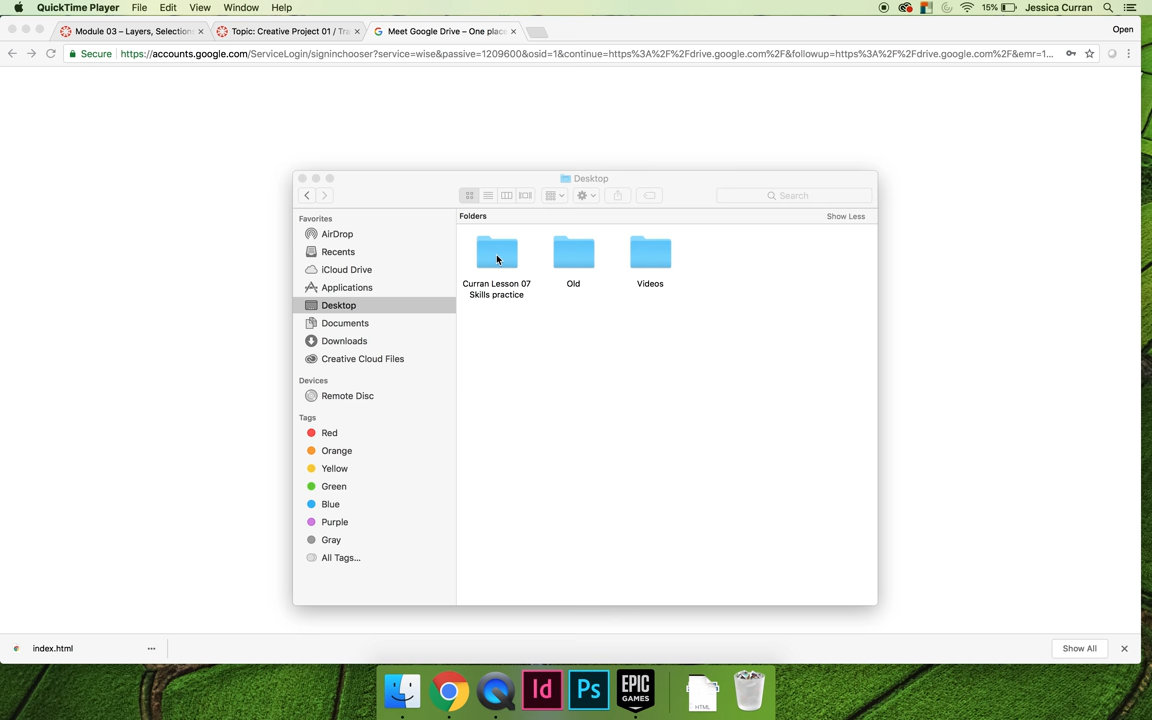 QuickTime Player File Edit View Window Help 15% Jessica Curran
Module 03 – Layers, Selection Topic: Creative Project 01 / Tra Meet Google Drive – One place Open
Secure https://accounts.google.com/ServiceLogin/signinchooser?service=wise&passive=1209600&osid=1&continue=https%3A%2F%2Fdrive.google.com%2F&followup=https%3A%2F%2Fdrive.google.com%2F&emr=1...
Desktop
Search
Favorites
Folders Show Less
AirDrop
Recents
iCloud Drive
Applications
Curran Lesson 07
Skills practice
Old
Videos
Desktop
Documents
Downloads
Creative Cloud Files
Devices
Remote Disc
Tags
Red
Orange
Yellow
Green
Blue
Purple
Gray
All Tags...
index.html Show All
Id Ps EPIC
GAMES
HTML